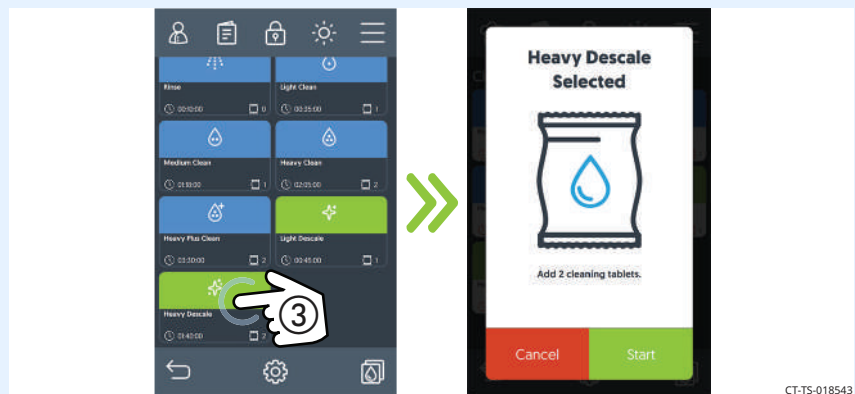 Rinse
00:10:00
0
Light Clean
00:35:00
1
Medium Clean
01:10:00
1
Heavy Clean
02:05:00
2
Heavy Plus Clean
03:30:00
2
Light Descale
00:45:00
1
Heavy Descale
01:40:00
2
3
Heavy Descale
Selected
Add 2 cleaning tablets.
Cancel
Start
CT-TS-018543